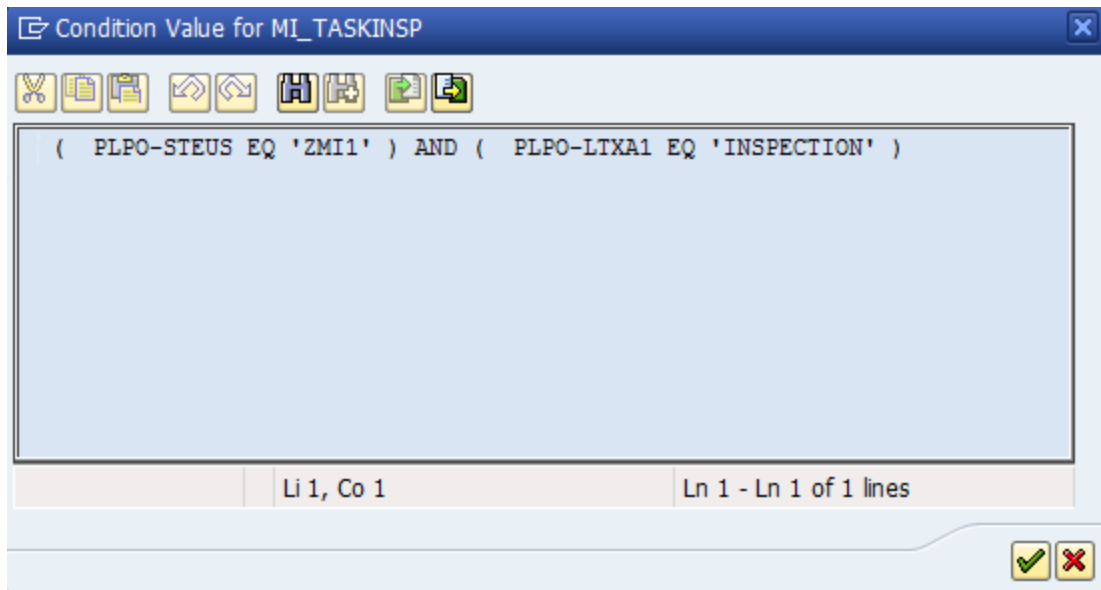 Condition Value for MI_TASKINSP
( PLPO-STEUS EQ 'ZMI1' ) AND ( PLPO-LTXA1 EQ 'INSPECTION' )
Li 1, Co 1
Ln 1 - Ln 1 of 1 lines